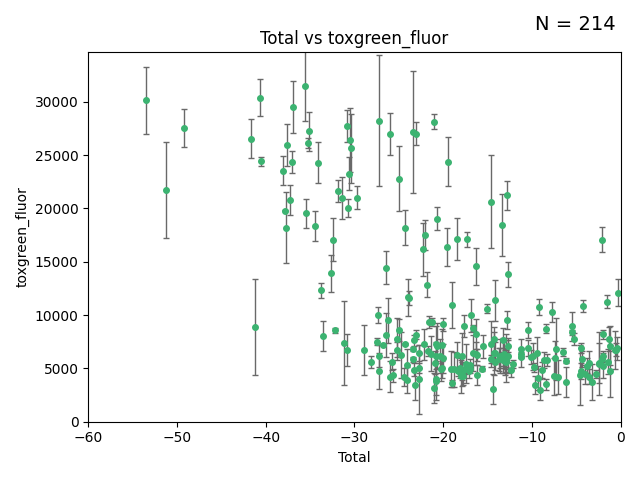 N = 214
Total vs toxgreen_fluor
toxgreen_fluor
30000
25000
20000
15000
10000
5000
0
−60 −50 −40 −30 −20 −10 0
Total